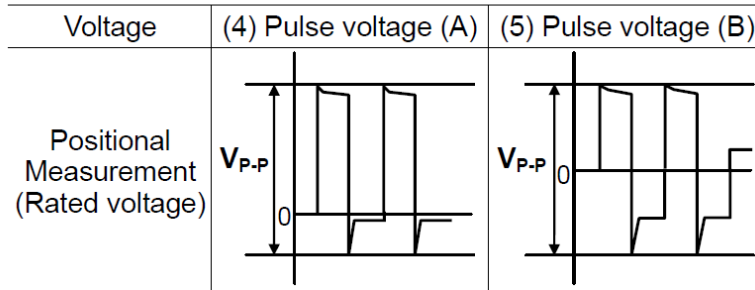 Voltage
(4) Pulse voltage (A)
(5) Pulse voltage (B)
Positional
Measurement
(Rated voltage)
VP-P
0
VP-P
0